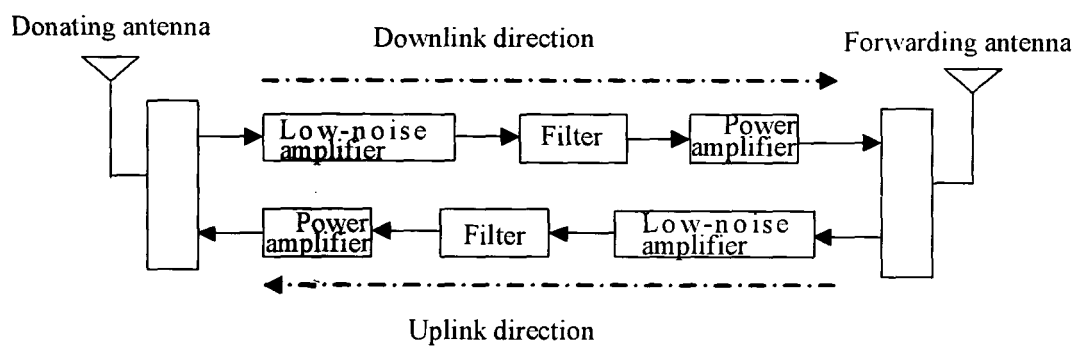 Donating antenna
Downlink direction
Forwarding antenna
Low-noise
amplifier
Filter
Power
amplifier
Power
amplifier
Filter
Low-noise
amplifier
Uplink direction